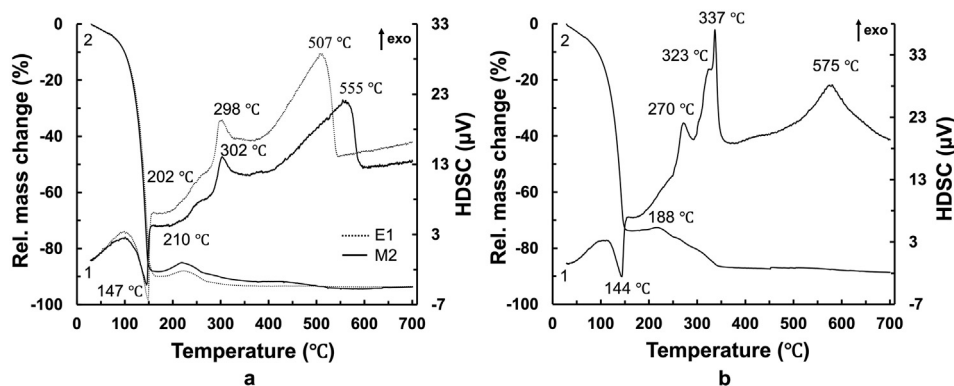 0
-20
-40
-60
-80
-100
Rel. mass change (%)
33
23
13
3
-7
HDSC (µV)
0 100 200 300 400 500 600 700
Temperature (℃)
a
2
1
exo
507 ℃
555 ℃
298 ℃
302 ℃
202 ℃
210 ℃
147 ℃
E1
M2
0
-20
-40
-60
-80
-100
Rel. mass change (%)
33
23
13
3
-7
HDSC (µV)
0 100 200 300 400 500 600 700
Temperature (℃)
b
2
1
exo
337 ℃
323 ℃
575 ℃
270 ℃
188 ℃
144 ℃